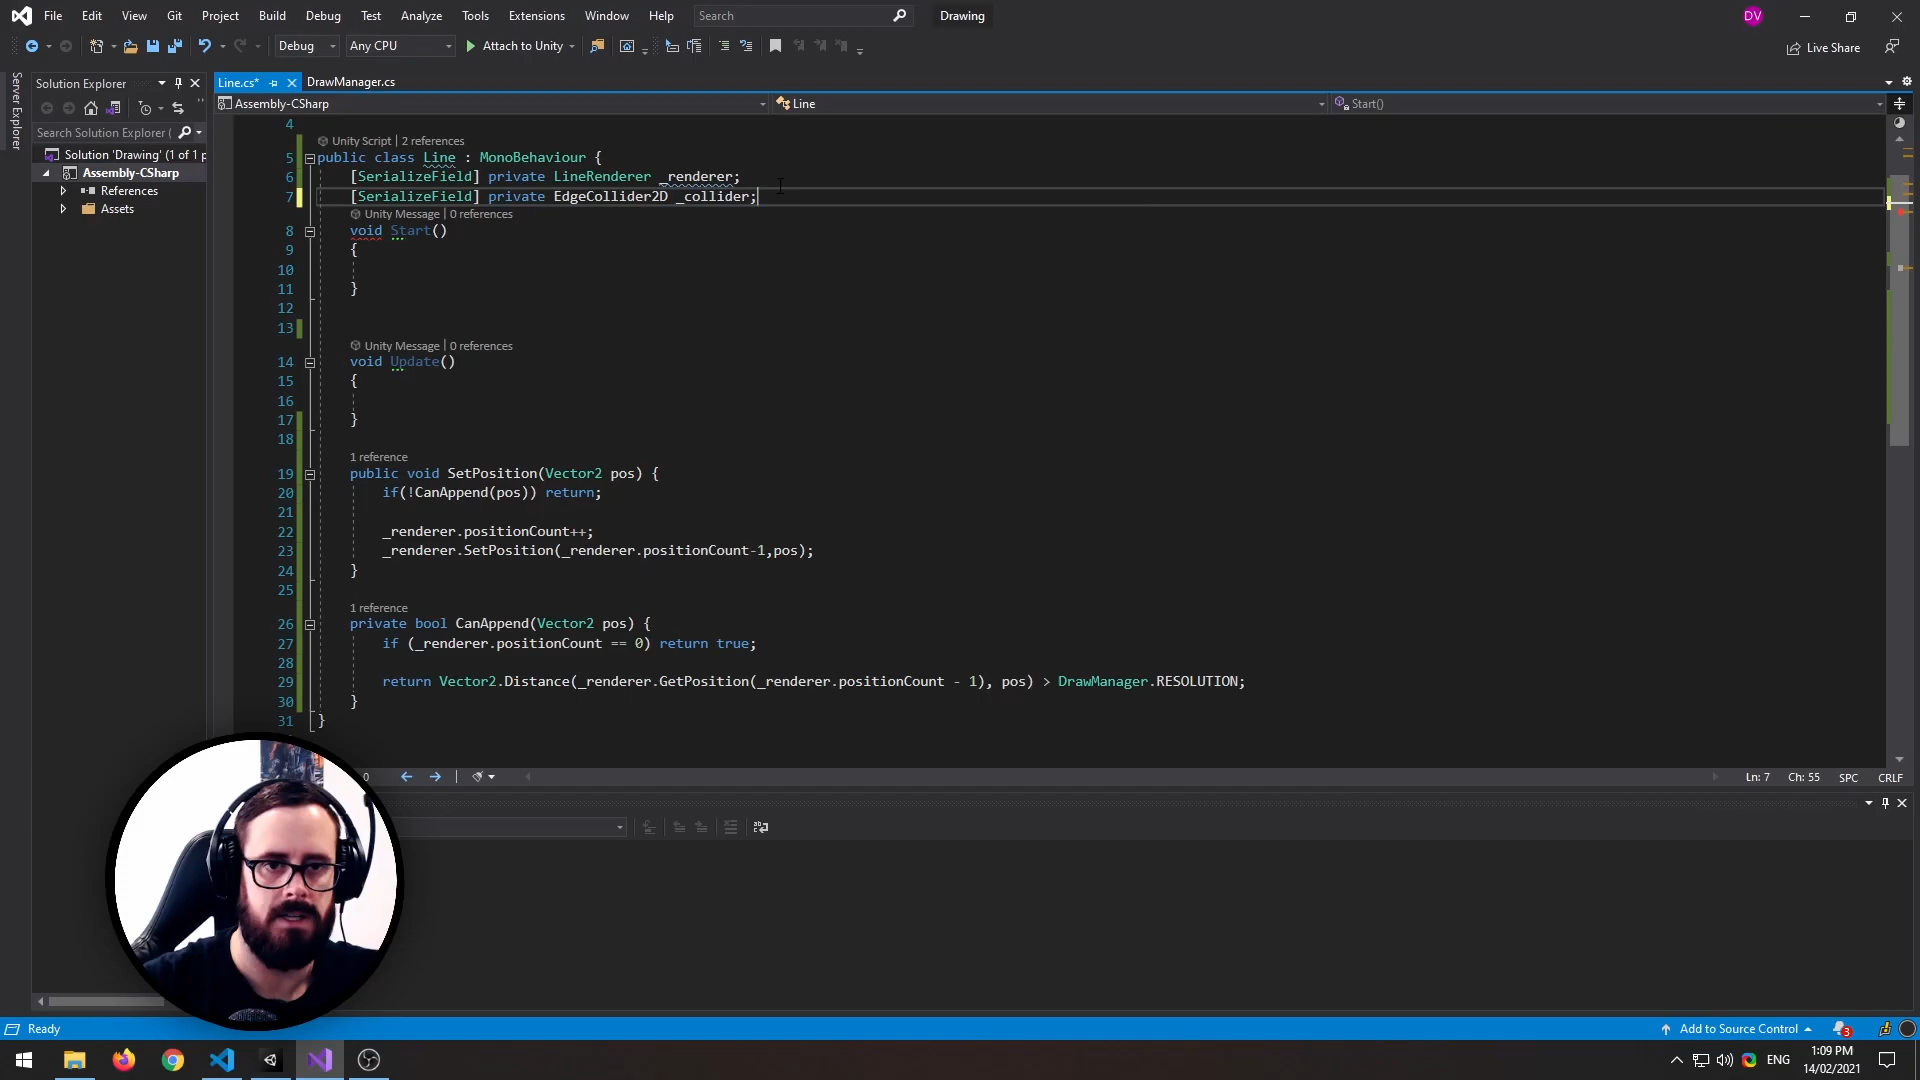 File Edit View Git Project Build Debug Test Analyze Tools Extensions Window Help Search Drawing DV
Debug Any CPU Attach to Unity Live Share
Server Explorer
Solution Explorer
Search Solution Explorer (
Solution 'Drawing' (1 of 1 p
Assembly-CSharp
References
Assets
Line.cs* DrawManager.cs
Assembly-CSharp Line Start()
4
Unity Script | 2 references
5 public class Line : MonoBehaviour {
6 [SerializeField] private LineRenderer _renderer;
7 [SerializeField] private EdgeCollider2D _collider;
Unity Message | 0 references
8 void Start()
9 {
10
11 }
12
13
Unity Message | 0 references
14 void Update()
15 {
16
17 }
18
1 reference
19 public void SetPosition(Vector2 pos) {
20 if(!CanAppend(pos)) return;
21
22 _renderer.positionCount++;
23 _renderer.SetPosition(_renderer.positionCount-1,pos);
24 }
25
1 reference
26 private bool CanAppend(Vector2 pos) {
27 if (_renderer.positionCount == 0) return true;
28
29 return Vector2.Distance(_renderer.GetPosition(_renderer.positionCount - 1), pos) > DrawManager.RESOLUTION;
30 }
31 }
0 Ln: 7 Ch: 55 SPC CRLF
Ready Add to Source Control 3
ENG 1:09 PM
14/02/2021